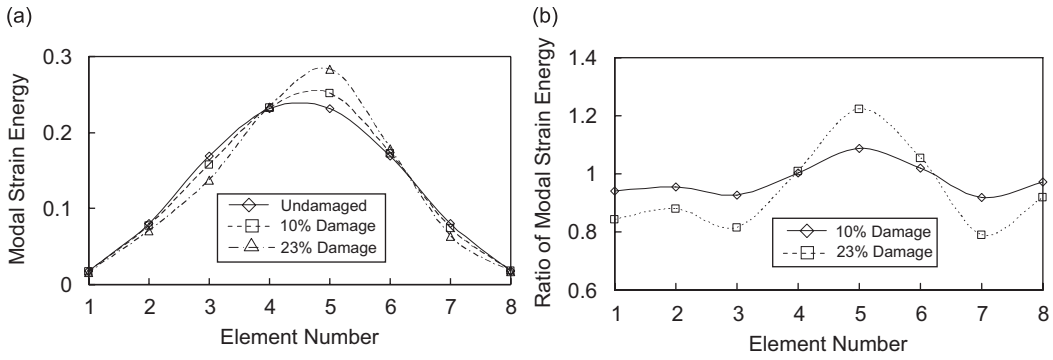 (a)
Modal Strain Energy
0.3
0.2
0.1
0
1 2 3 4 5 6 7 8
Element Number
Undamaged
10% Damage
23% Damage
(b)
Ratio of Modal Strain Energy
1.4
1.2
1
0.8
0.6
1 2 3 4 5 6 7 8
Element Number
10% Damage
23% Damage